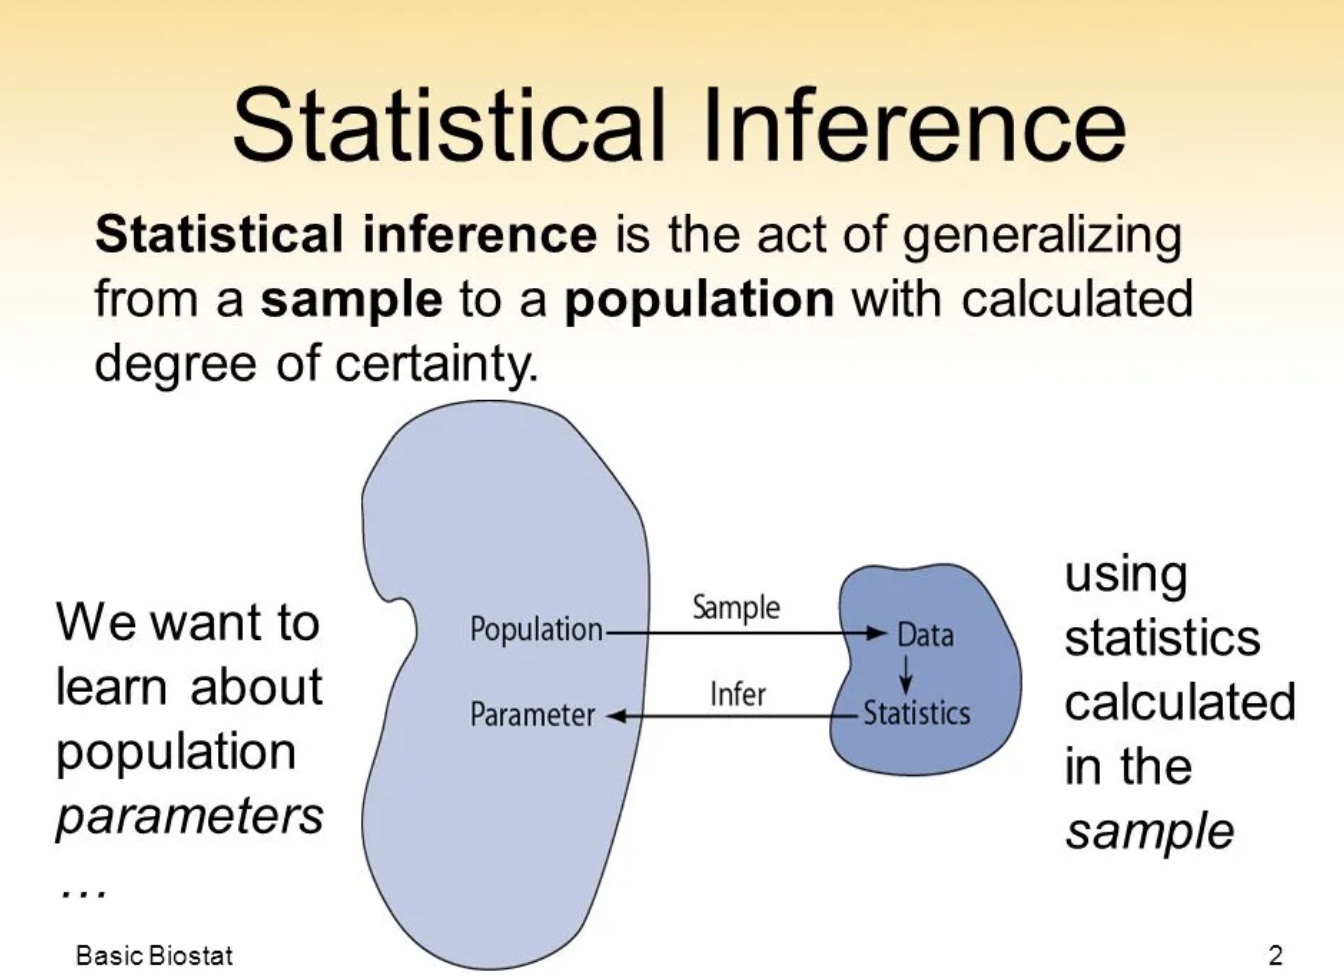 Statistical Inference
Statistical inference is the act of generalizing
from a sample to a population with calculated
degree of certainty.
We want to
learn about
population
parameters
…
Population
Sample
Data
Parameter
Infer
Statistics
using
statistics
calculated
in the
sample
Basic Biostat
2